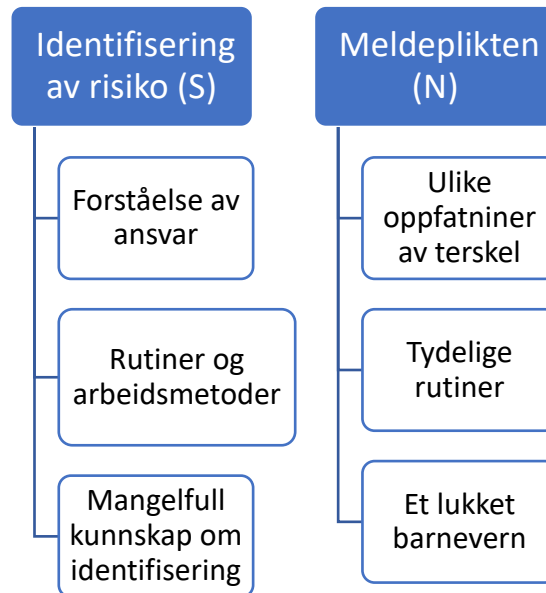 Identifisering
av risiko (S)
Forståelse av
ansvar
Rutiner og
arbeidsmetoder
Mangelfull
kunnskap om
identifisering
Meldeplikten
(N)
Ulike
oppfatniner
av terskel
Tydelige
rutiner
Et lukket
barnevern